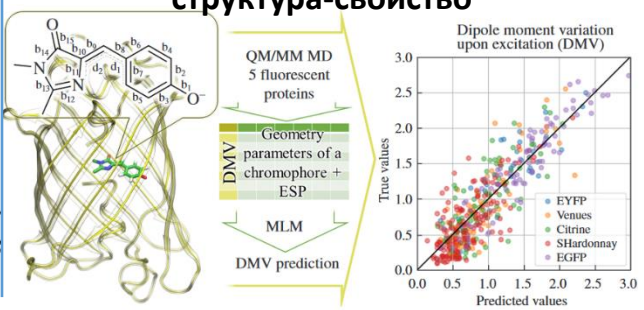 структура-свойство
O
b₁₅
b₁₄
b₁₀
b₉
b₈
b₆
b₄
N
b₁₁
d₂
d₁
b₇
b₂
b₁
b₁₃
N
b₁₂
b₅
b₃
O⁻
QM/MM MD
5 fluorescent
proteins
DMV
Geometry
parameters of a
chromophore +
ESP
MLM
DMV prediction
Dipole moment variation
upon excitation (DMV)
True values
3.0
2.5
2.0
1.5
1.0
0.5
0.0
EYFP
Venues
Citrine
SHardonnay
EGFP
0.0 0.5 1.0 1.5 2.0 2.5 3.0
Predicted values